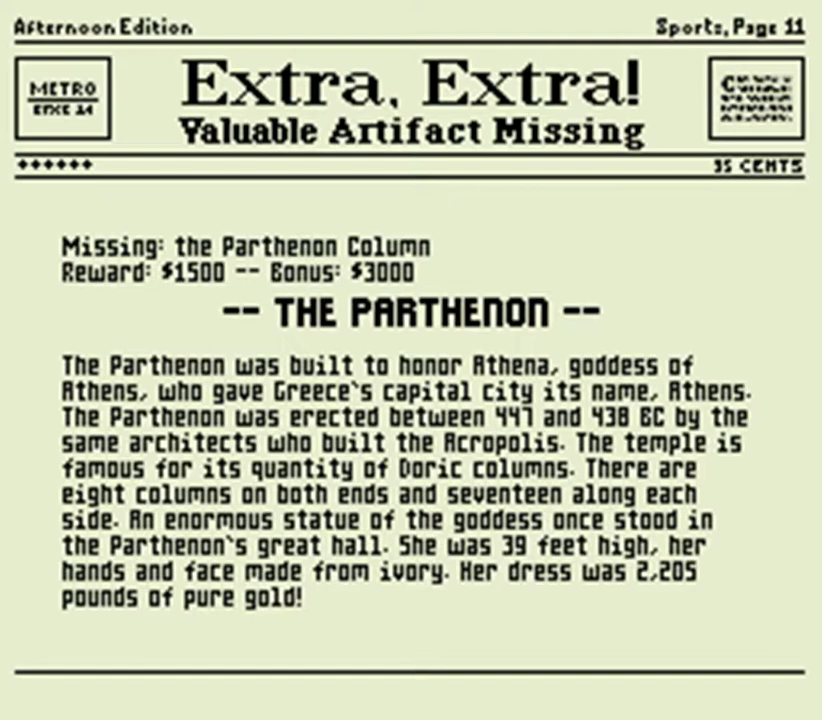 Afternoon Edition
Sports, Page 11
METRO
Extra, Extra!
Valuable Artifact Missing
35 CENTS
Missing: the Parthenon Column
Reward: $1500 -- Bonus: $3000
-- THE PARTHENON --
The Parthenon was built to honor Athena, goddess of
Athens, who gave Greece's capital city its name, Athens.
The Parthenon was erected between 447 and 438 BC by the
same architects who built the Acropolis. The temple is
famous for its quantity of Doric columns. There are
eight columns on both ends and seventeen along each
side. An enormous statue of the goddess once stood in
the Parthenon's great hall. She was 39 feet high, her
hands and face made from ivory. Her dress was 2,205
pounds of pure gold!